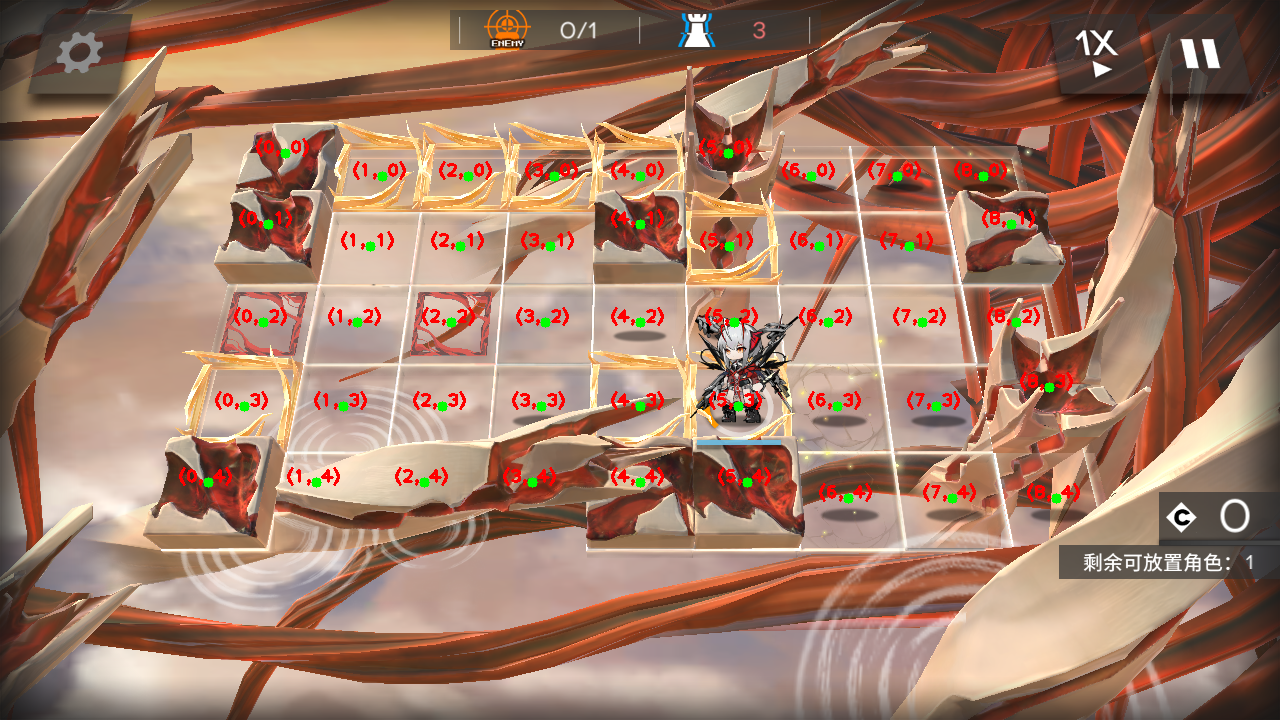 ENEMY 0/1 3
1X
(0,0) (1,0) (2,0) (3,0) (4,0) (5,0) (6,0) (7,0) (8,0)
(0,1) (1,1) (2,1) (3,1) (4,1) (5,1) (6,1) (7,1) (8,1)
(0,2) (1,2) (2,2) (3,2) (4,2) (5,2) (6,2) (7,2) (8,2)
(0,3) (1,3) (2,3) (3,3) (4,3) (5,3) (6,3) (7,3) (8,3)
(0,4) (1,4) (2,4) (3,4) (4,4) (5,4) (6,4) (7,4) (8,4)
C 0
剩余可放置角色：1